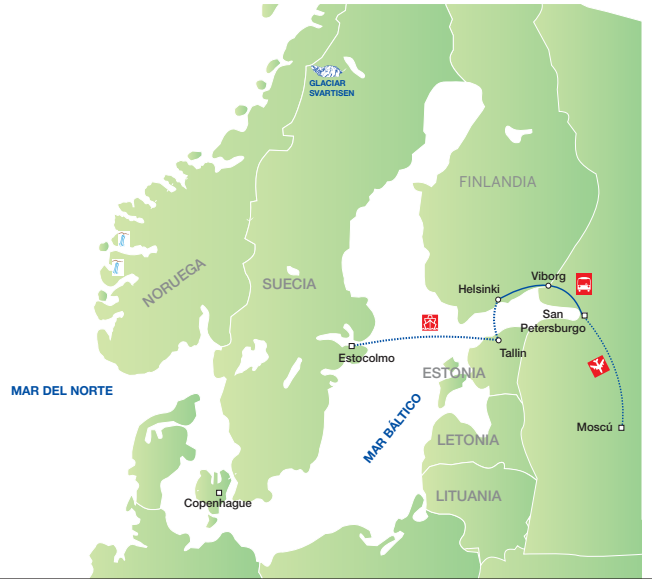 GLACIAR
SVARTISEN
FINLANDIA
NORUEGA
SUECIA
Viborg
Helsinki
San
Petersburgo
Estocolmo
Tallin
ESTONIA
MAR DEL NORTE
MAR BÁLTICO
Moscú
LETONIA
LITUANIA
Copenhague